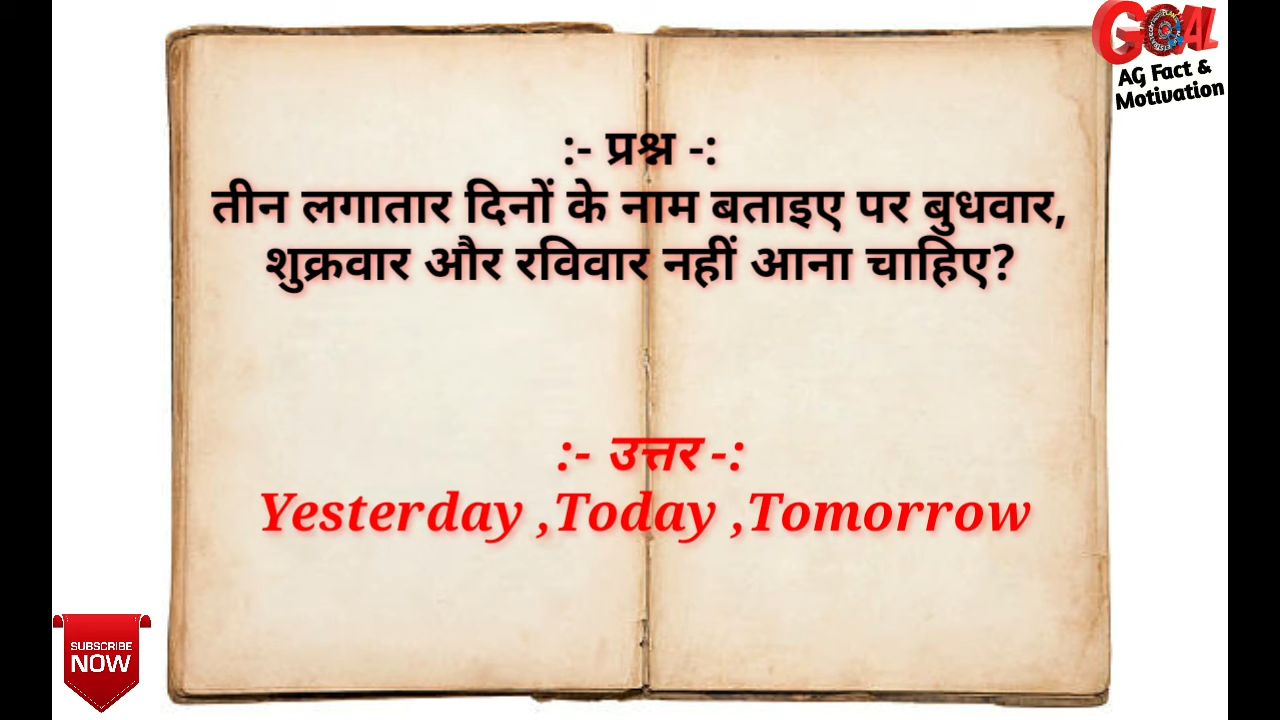 GOAL
AG Fact &
Motivation
:- प्रश्न -:
तीन लगातार दिनों के नाम बताइए पर बुधवार,
शुक्रवार और रविवार नहीं आना चाहिए?
:- उत्तर -:
Yesterday ,Today ,Tomorrow
SUBSCRIBE
NOW